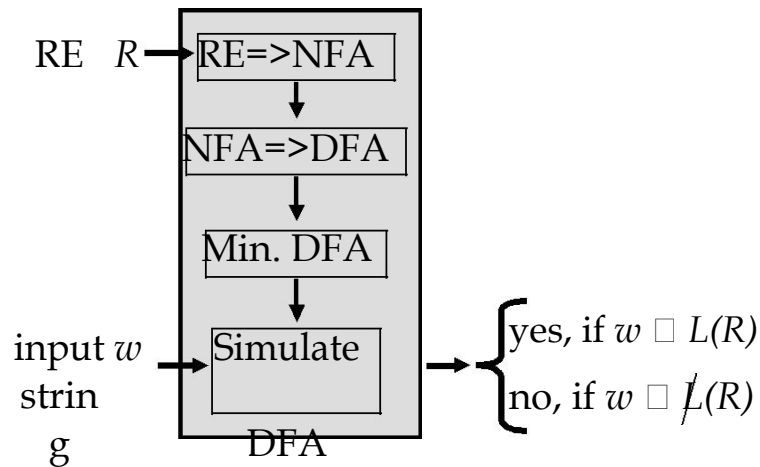 RE R
RE=>NFA
NFA=>DFA
Min. DFA
input w
strin
g
Simulate
DFA
yes, if w □ L(R)
no, if w □ L(R)